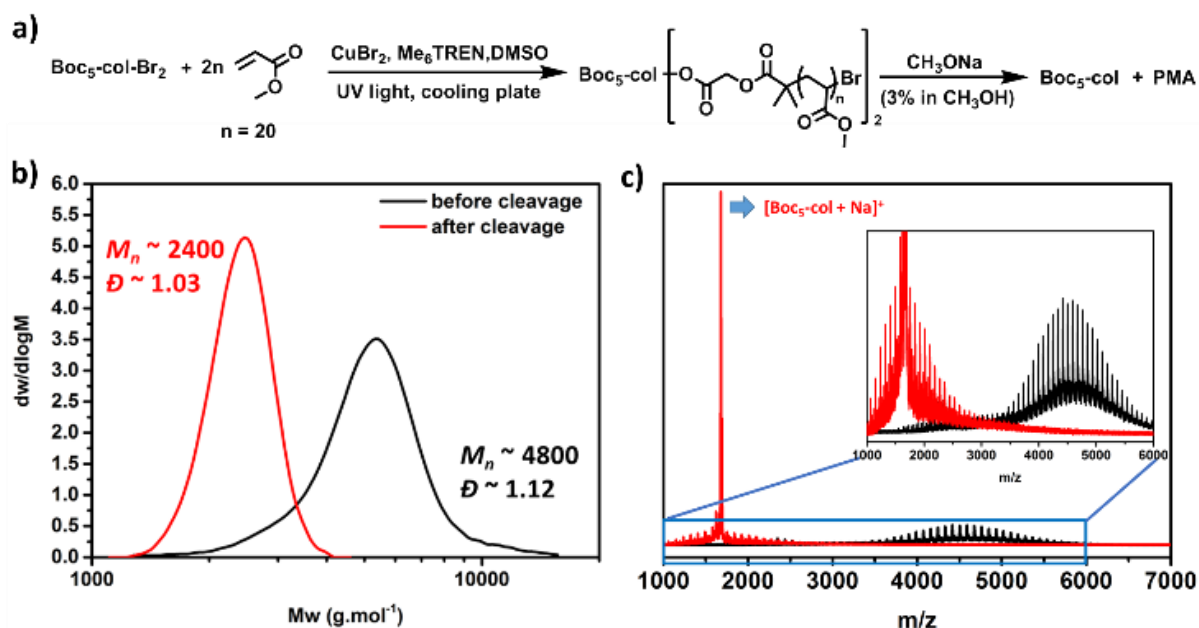 a)
Boc₅-col-Br₂ + 2n
O
O
n = 20
CuBr₂, Me₆TREN,DMSO
UV light, cooling plate
Boc₅-col
O
O
O
O
n
Br
O
O
2
CH₃ONa
(3% in CH₃OH)
Boc₅-col + PMA
b)
6.0
5.5
5.0
4.5
4.0
3.5
3.0
2.5
2.0
1.5
1.0
0.5
0.0
dw/dlogM
before cleavage
after cleavage
Mₙ ~ 2400
Đ ~ 1.03
Mₙ ~ 4800
Đ ~ 1.12
1000
10000
Mw (g.mol⁻¹)
c)
[Boc₅-col + Na]⁺
1000 2000 3000 4000 5000 6000
m/z
1000 2000 3000 4000 5000 6000 7000
m/z